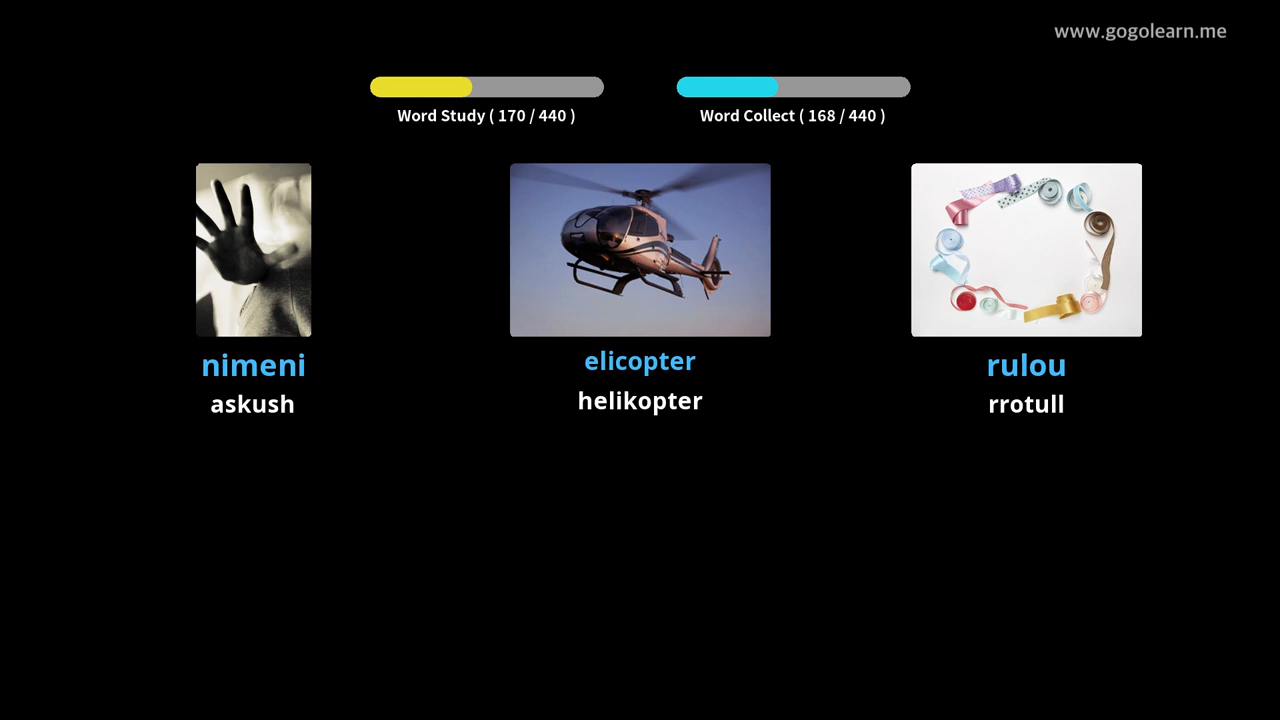 www.gogolearn.me
Word Study ( 170 / 440 )
Word Collect ( 168 / 440 )
nimeni
askush
elicopter
helikopter
rulou
rrotull